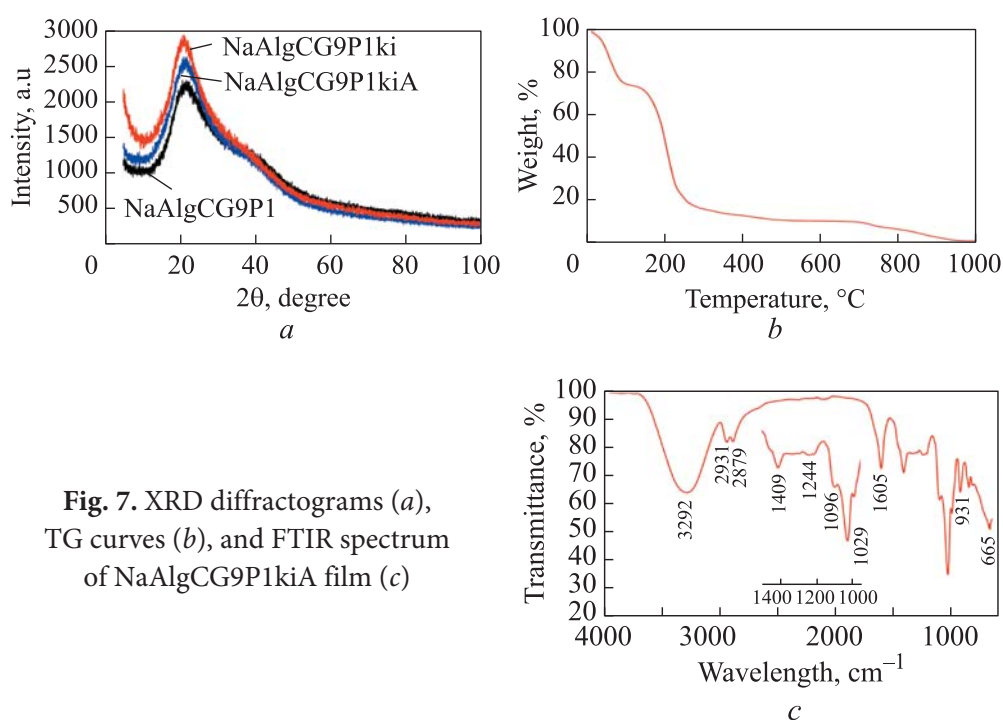 3000
2500
2000
1500
1000
500
Intensity, a.u
NaAlgCG9P1ki
NaAlgCG9P1kiA
NaAlgCG9P1
0 20 40 60 80 100
2θ, degree
a
100
80
60
40
20
Weight, %
0 200 400 600 800 1000
Temperature, °C
b
Fig. 7. XRD diffractograms (a),
TG curves (b), and FTIR spectrum
of NaAlgCG9P1kiA film (c)
100
90
80
70
60
50
40
30
20
Transmittance, %
3292
2931
2879
1409
1244
1096
1029
1605
931
665
1400 1200 1000
4000 3000 2000 1000
Wavelength, cm⁻¹
c